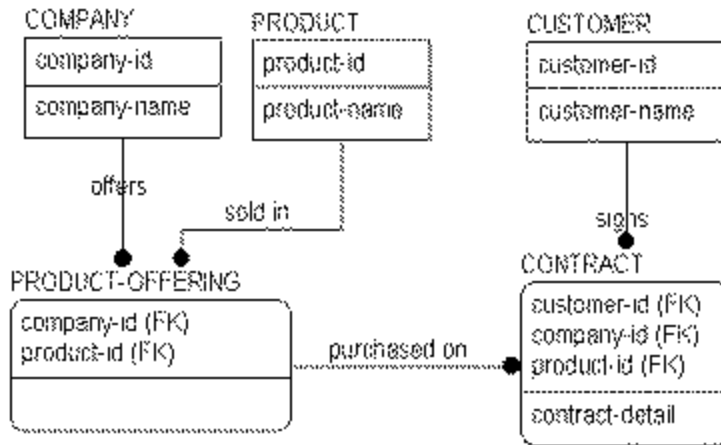 COMPANY
company-id
company-name
PRODUCT
product-id
product-name
CUSTOMER
customer-id
customer-name
offers
sold in
signs
PRODUCT-OFFERING
company-id (FK)
product-id (FK)
purchased on
CONTRACT
customer-id (FK)
company-id (FK)
product-id (FK)
contract-detail